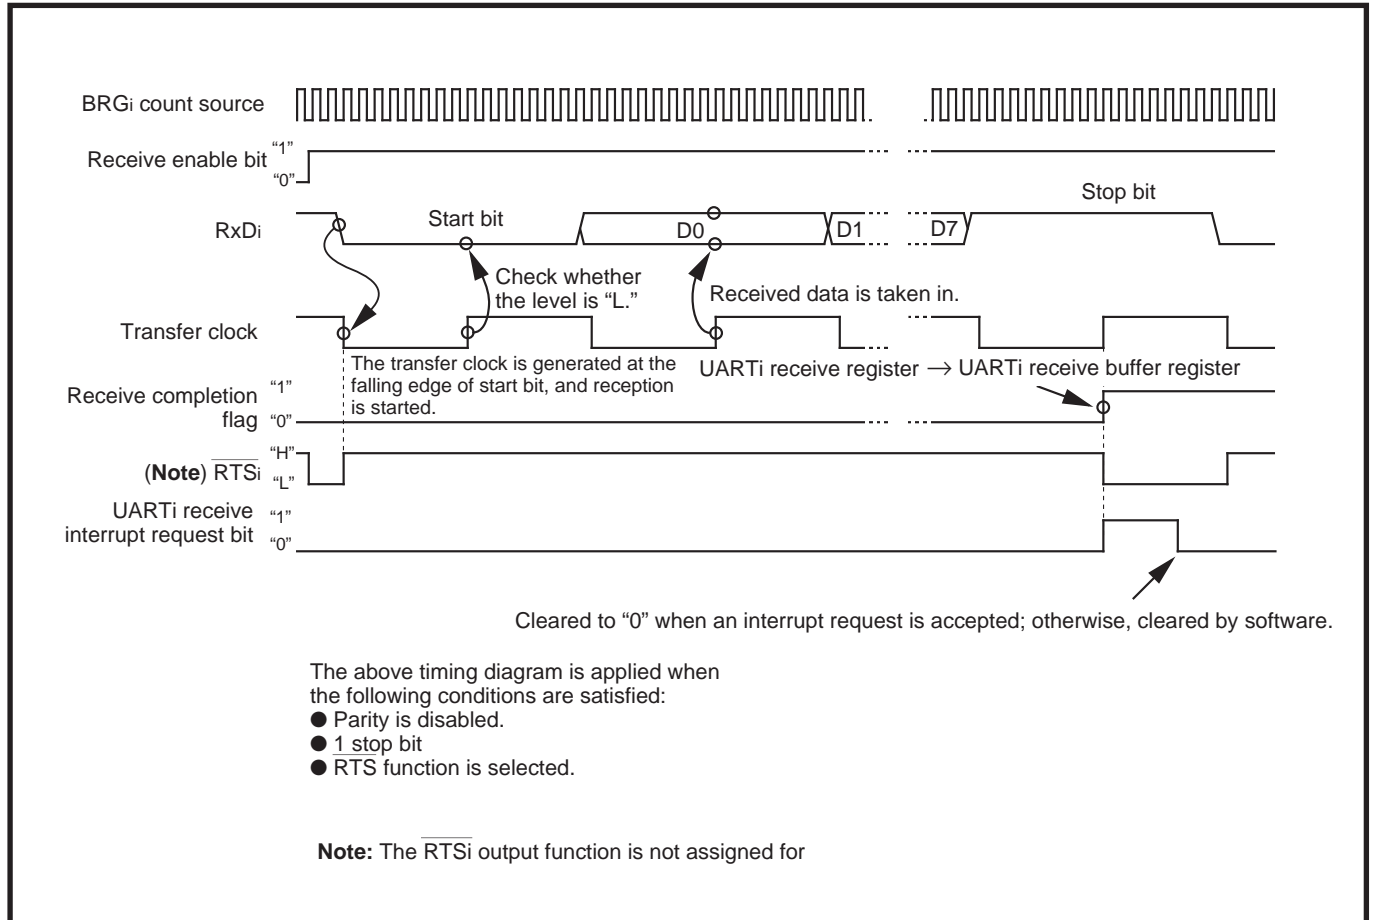 BRGi count source
Receive enable bit
“1”
“0”
RxDi
Start bit
D0
D1
D7
Stop bit
Check whether
the level is “L.”
Received data is taken in.
Transfer clock
The transfer clock is generated at the
falling edge of start bit, and reception
is started.
UARTi receive register → UARTi receive buffer register
Receive completion
flag
“1”
“0”
(Note) RTSi
“H”
“L”
UARTi receive
interrupt request bit
“1”
“0”
Cleared to “0” when an interrupt request is accepted; otherwise, cleared by software.
The above timing diagram is applied when
the following conditions are satisfied:
● Parity is disabled.
● 1 stop bit
● RTS function is selected.
Note: The RTSi output function is not assigned for